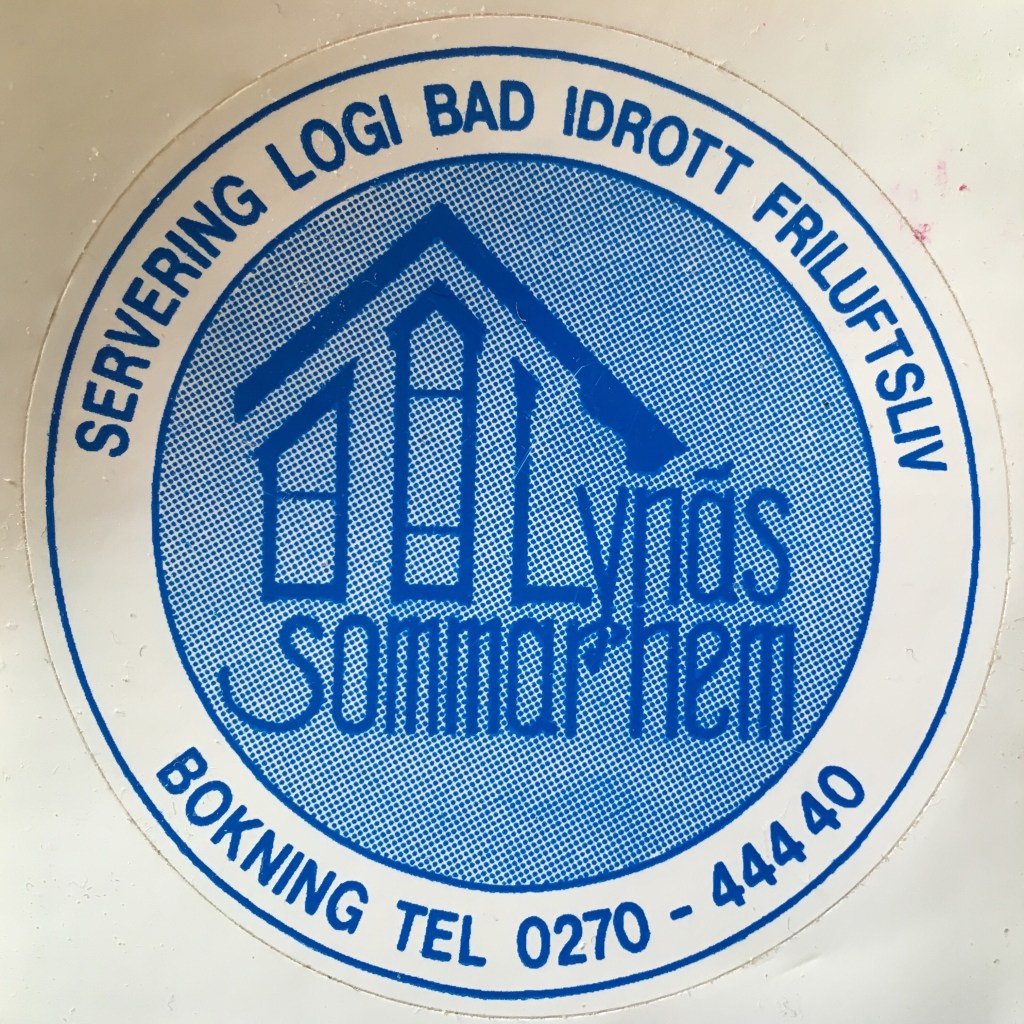 SERVERING LOGI BAD IDROTT FRILUFTSLIV
Lynäs
Sommarhem
BOKNING TEL 0270 - 444 40